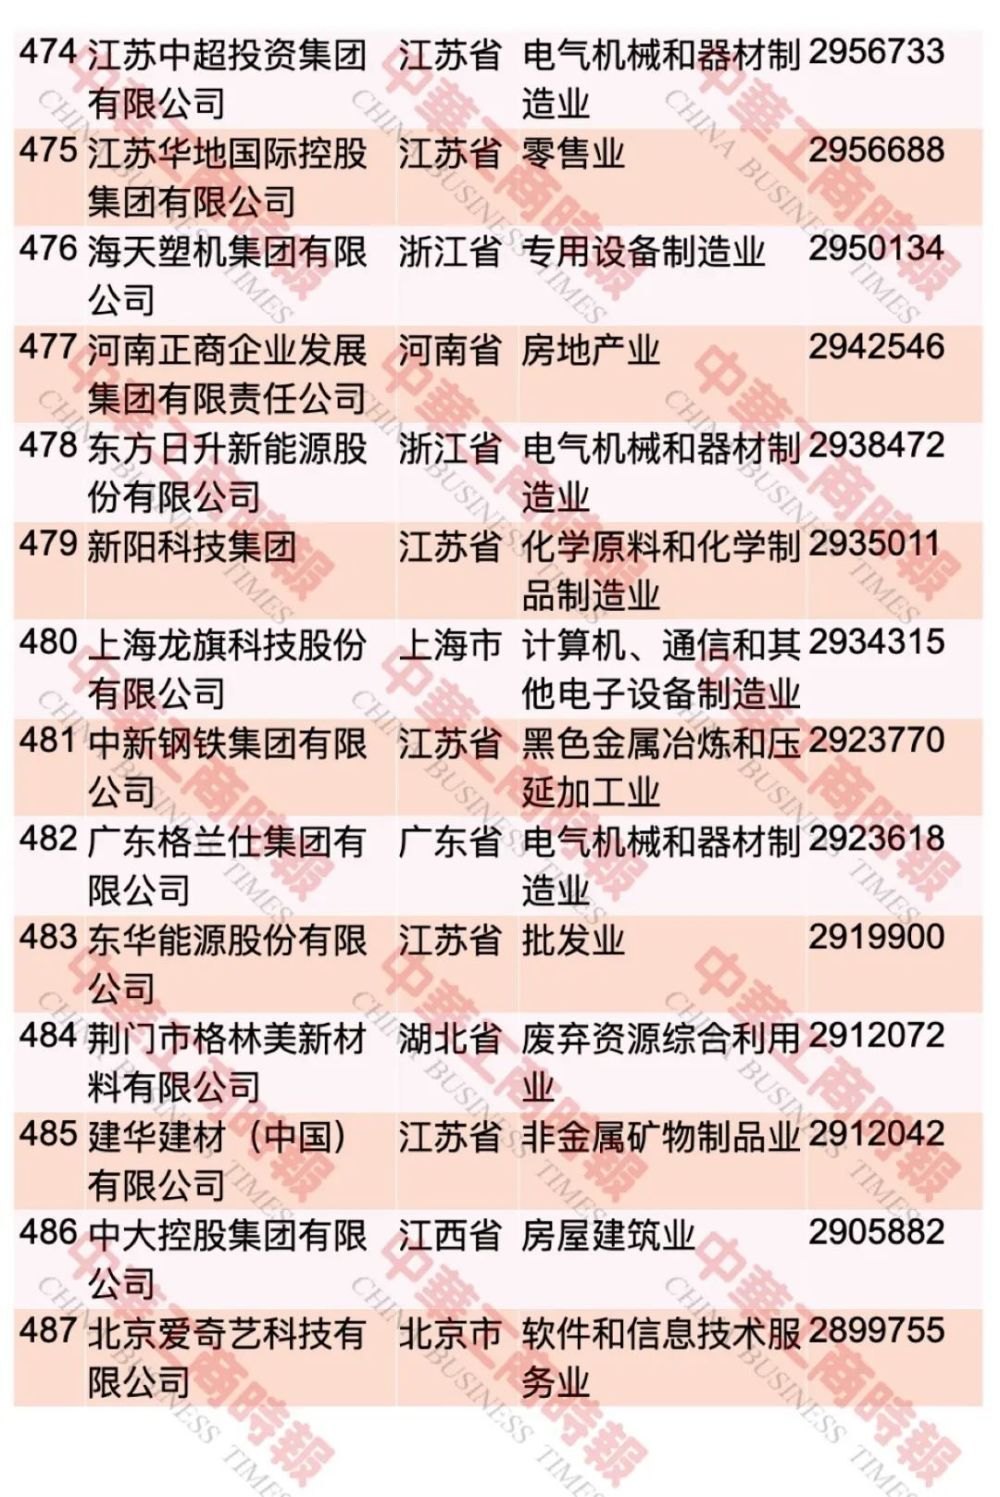 474 江苏中超投资集团 江苏省 电气机械和器材制 2956733
有限公司 造业
475 江苏华地国际控股 江苏省 零售业 2956688
集团有限公司
476 海天塑机集团有限 浙江省 专用设备制造业 2950134
公司
477 河南正商企业发展 河南省 房地产业 2942546
集团有限责任公司
478 东方日升新能源股 浙江省 电气机械和器材制 2938472
份有限公司 造业
479 新阳科技集团 江苏省 化学原料和化学制 2935011
品制造业
480 上海龙旗科技股份 上海市 计算机、通信和其 2934315
有限公司 他电子设备制造业
481 中新钢铁集团有限 江苏省 黑色金属冶炼和压 2923770
公司 延加工业
482 广东格兰仕集团有 广东省 电气机械和器材制 2923618
限公司 造业
483 东华能源股份有限 江苏省 批发业 2919900
公司
484 荆门市格林美新材 湖北省 废弃资源综合利用 2912072
料有限公司 业
485 建华建材（中国） 江苏省 非金属矿物制品业 2912042
有限公司
486 中大控股集团有限 江西省 房屋建筑业 2905882
公司
487 北京爱奇艺科技有 北京市 软件和信息技术服 2899755
限公司 务业
中華工商時報
CHINA BUSINESS TIMES